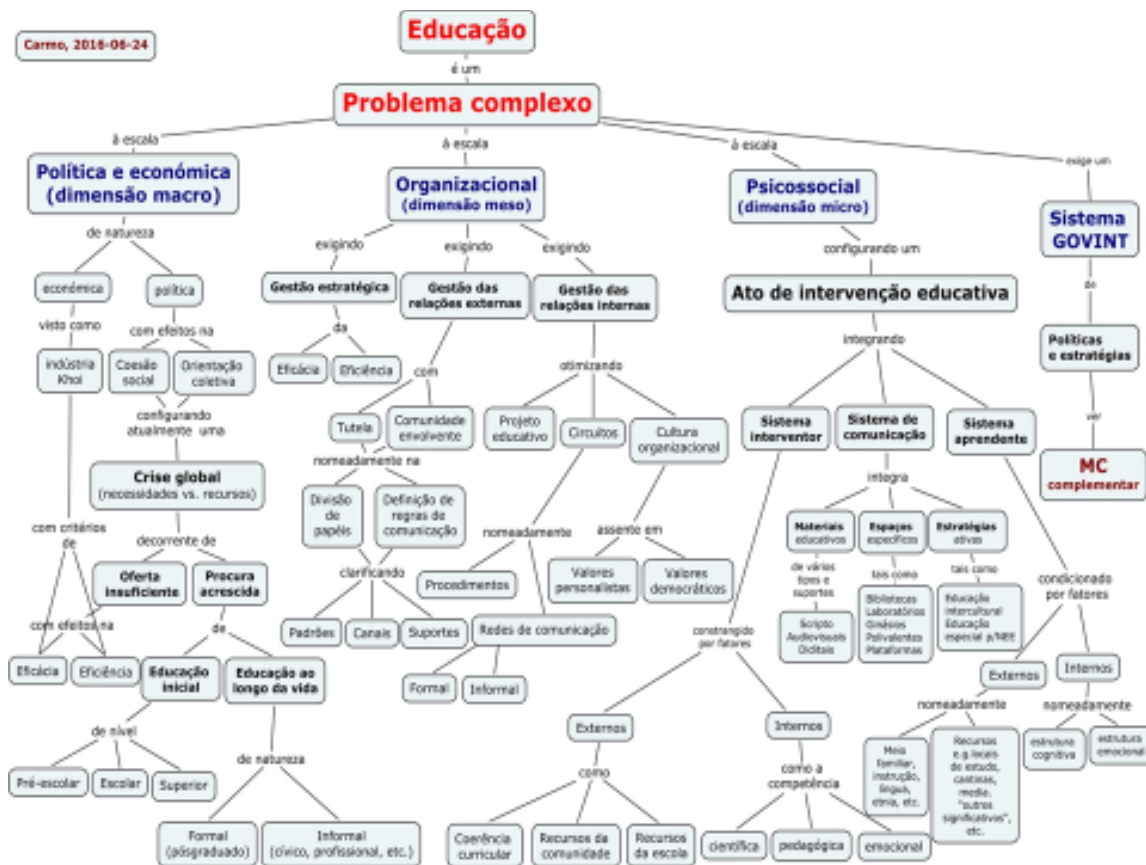 Educação
Carmo, 2016-06-24
é um
Problema complexo
à escala
à escala
à escala
exige um
Política e económica
(dimensão macro)
Organizacional
(dimensão meso)
Psicossocial
(dimensão micro)
Sistema
GOVINT
de natureza
exigindo
exigindo
exigindo
configurando um
de
económica
política
Gestão estratégica
Gestão das
relações externas
Gestão das
relações internas
Ato de intervenção educativa
visto como
com efeitos na
da
integrando
Políticas
e estratégias
indústria
Khoi
Coesão
social
Orientação
coletiva
Eficácia
Eficiência
com
otimizando
ver
configurando
atualmente uma
Tutela
Comunidade
envolvente
Projeto
educativo
Circuitos
Cultura
organizacional
Sistema
interventor
Sistema de
comunicação
Sistema
aprendente
MC
complementar
Crise global
(necessidades vs. recursos)
nomeadamente na
integra
Divisão
de
papéis
Definição de
regras de
comunicação
com critérios
de
decorrente de
nomeadamente
assente em
Materiais
educativos
Espaços
específicos
Estratégias
ativas
Oferta
insuficiente
Procura
acrescida
clarificando
Procedimentos
Valores
personalistas
Valores
democráticos
de vários
tipos e
suportes
tais como
tais como
condicionado
por fatores
com efeitos na
de
Padrões
Canais
Suportes
Redes de comunicação
constrangido
por fatores
Scripto
Audiovisuais
Digitais
Bibliotecas
Laboratórios
Ginásios
Polivalentes
Plataformas
Educação
intercultural
Educação
especial p/NEE
Eficácia
Eficiência
Educação
inicial
Educação ao
longo da vida
Formal
Informal
Externos
Internos
de nível
de natureza
Externos
Internos
nomeadamente
nomeadamente
Pré-escolar
Escolar
Superior
como
como a
competência
Meio
familiar,
instrução,
língua,
etnia, etc.
Recursos
e.g.locais
de estudo,
cantinas,
media.
"outros
significativos",
etc.
estrutura
cognitiva
estrutura
emocional
Formal
(pósgraduado)
Informal
(cívico, profissional, etc.)
Coerência
curricular
Recursos da
comunidade
Recursos
da escola
científica
pedagógica
emocional